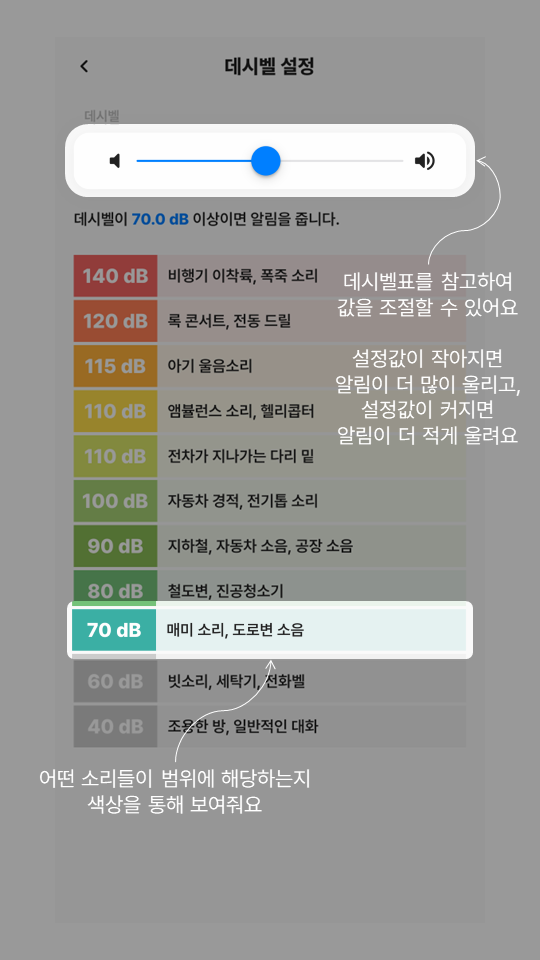 데시벨 설정
데시벨
데시벨이 70.0 dB 이상이면 알림을 줍니다.
데시벨표를 참고하여
값을 조절할 수 있어요
설정값이 작아지면
알림이 더 많이 울리고,
설정값이 커지면
알림이 더 적게 울려요
140 dB 비행기 이착륙, 폭죽 소리
120 dB 록 콘서트, 전동 드릴
115 dB 아기 울음소리
110 dB 앰뷸런스 소리, 헬리콥터
110 dB 전차가 지나가는 다리 밑
100 dB 자동차 경적, 전기톱 소리
90 dB 지하철, 자동차 소음, 공장 소음
80 dB 철도변, 진공청소기
70 dB 매미 소리, 도로변 소음
60 dB 빗소리, 세탁기, 전화벨
40 dB 조용한 방, 일반적인 대화
어떤 소리들이 범위에 해당하는지
색상을 통해 보여줘요